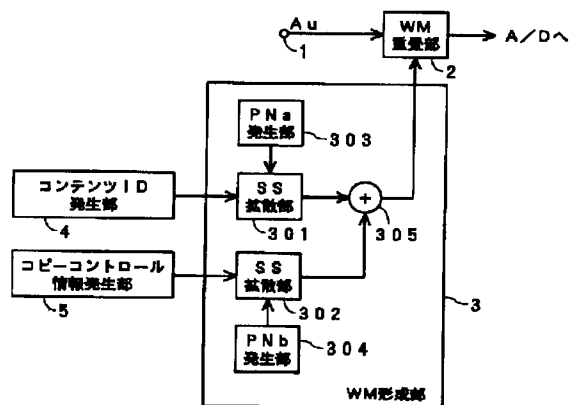 Au
1
WM
重畳部
2
A/Dへ
PNa
発生部
303
コンテンツID
発生部
4
SS
拡散部
301
+
305
コピーコントロール
情報発生部
5
SS
拡散部
302
3
PNb
発生部
304
WM形成部